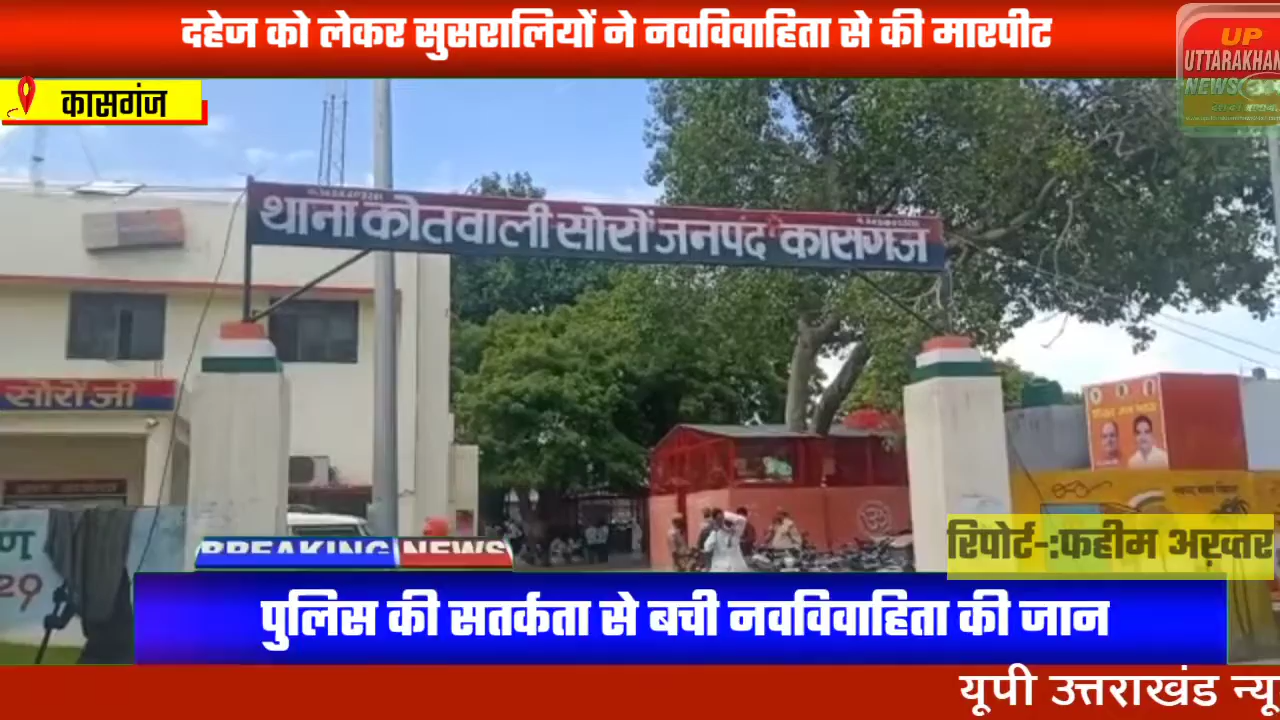 दहेज को लेकर सुसरालियों ने नवविवाहिता से की मारपीट
UP
UTTARAKHAN
NEWS
कासगंज
थाना कोतवाली सोरों जनपद कासगंज
सोरों जी
BREAKING NEWS
रिपोर्ट-:फहीम अख़्तर
पुलिस की सतर्कता से बची नवविवाहिता की जान
यूपी उत्तराखंड न्यू